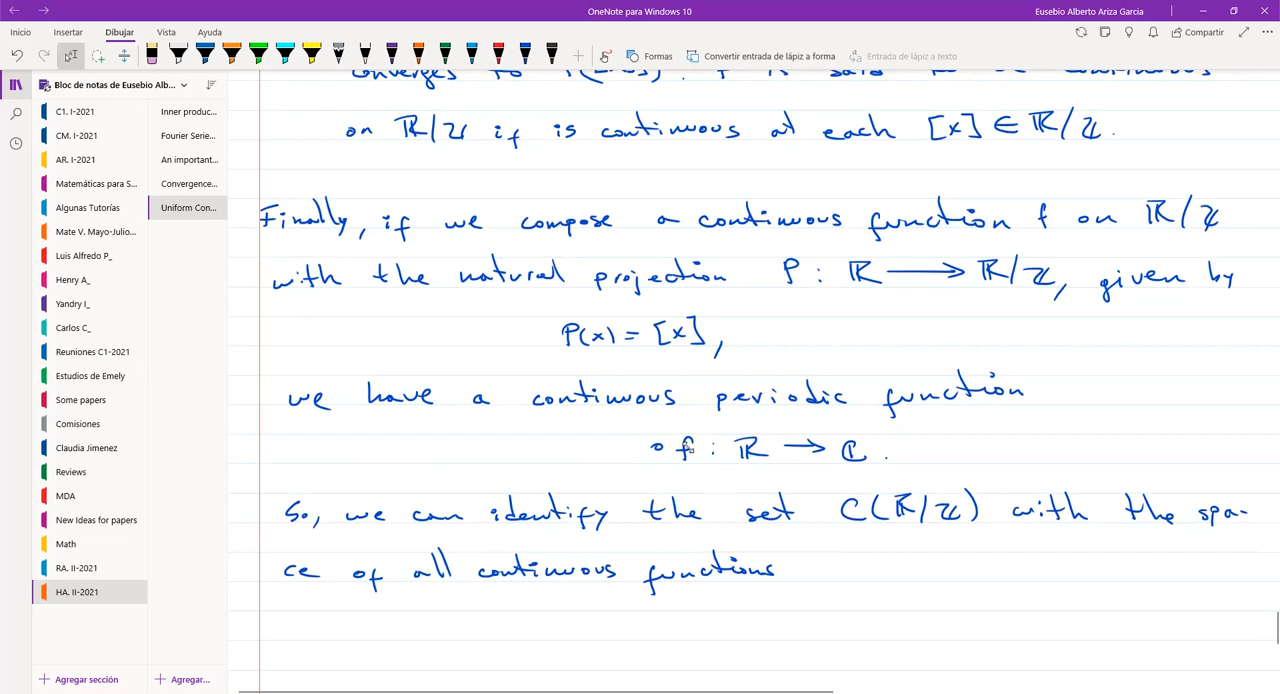 OneNote para Windows 10
Eusebio Alberto Ariza Garcia
Inicio Insertar Dibujar Vista Ayuda
Compartir
Formas
Convertir entrada de lápiz a forma
Entrada de lápiz a texto
Bloc de notas de Eusebio Alb...
C1. I-2021
CM. I-2021
AR. I-2021
Matemáticas para S...
Algunas Tutorías
Mate V. Mayo-Julio...
Luis Alfredo P_
Henry A_
Yandry I_
Carlos C_
Reuniones C1-2021
Estudios de Emely
Some papers
Comisiones
Claudia Jimenez
Reviews
MDA
New Ideas for papers
Math
RA. II-2021
HA. II-2021
Agregar sección
Inner produc...
Fourier Serie...
An important...
Convergence...
Uniform Con...
Agregar...
converges to
on ℝ/ℤ if is continuous at each [x] ∈ ℝ/ℤ.
Finally, if we compose a continuous function f on ℝ/ℤ
with the natural projection P: ℝ ⟶ ℝ/ℤ, given by
P(x) = [x],
we have a continuous periodic function
∘ f : ℝ → ℂ.
So, we can identify the set C(ℝ/ℤ) with the spa-
ce of all continuous functions